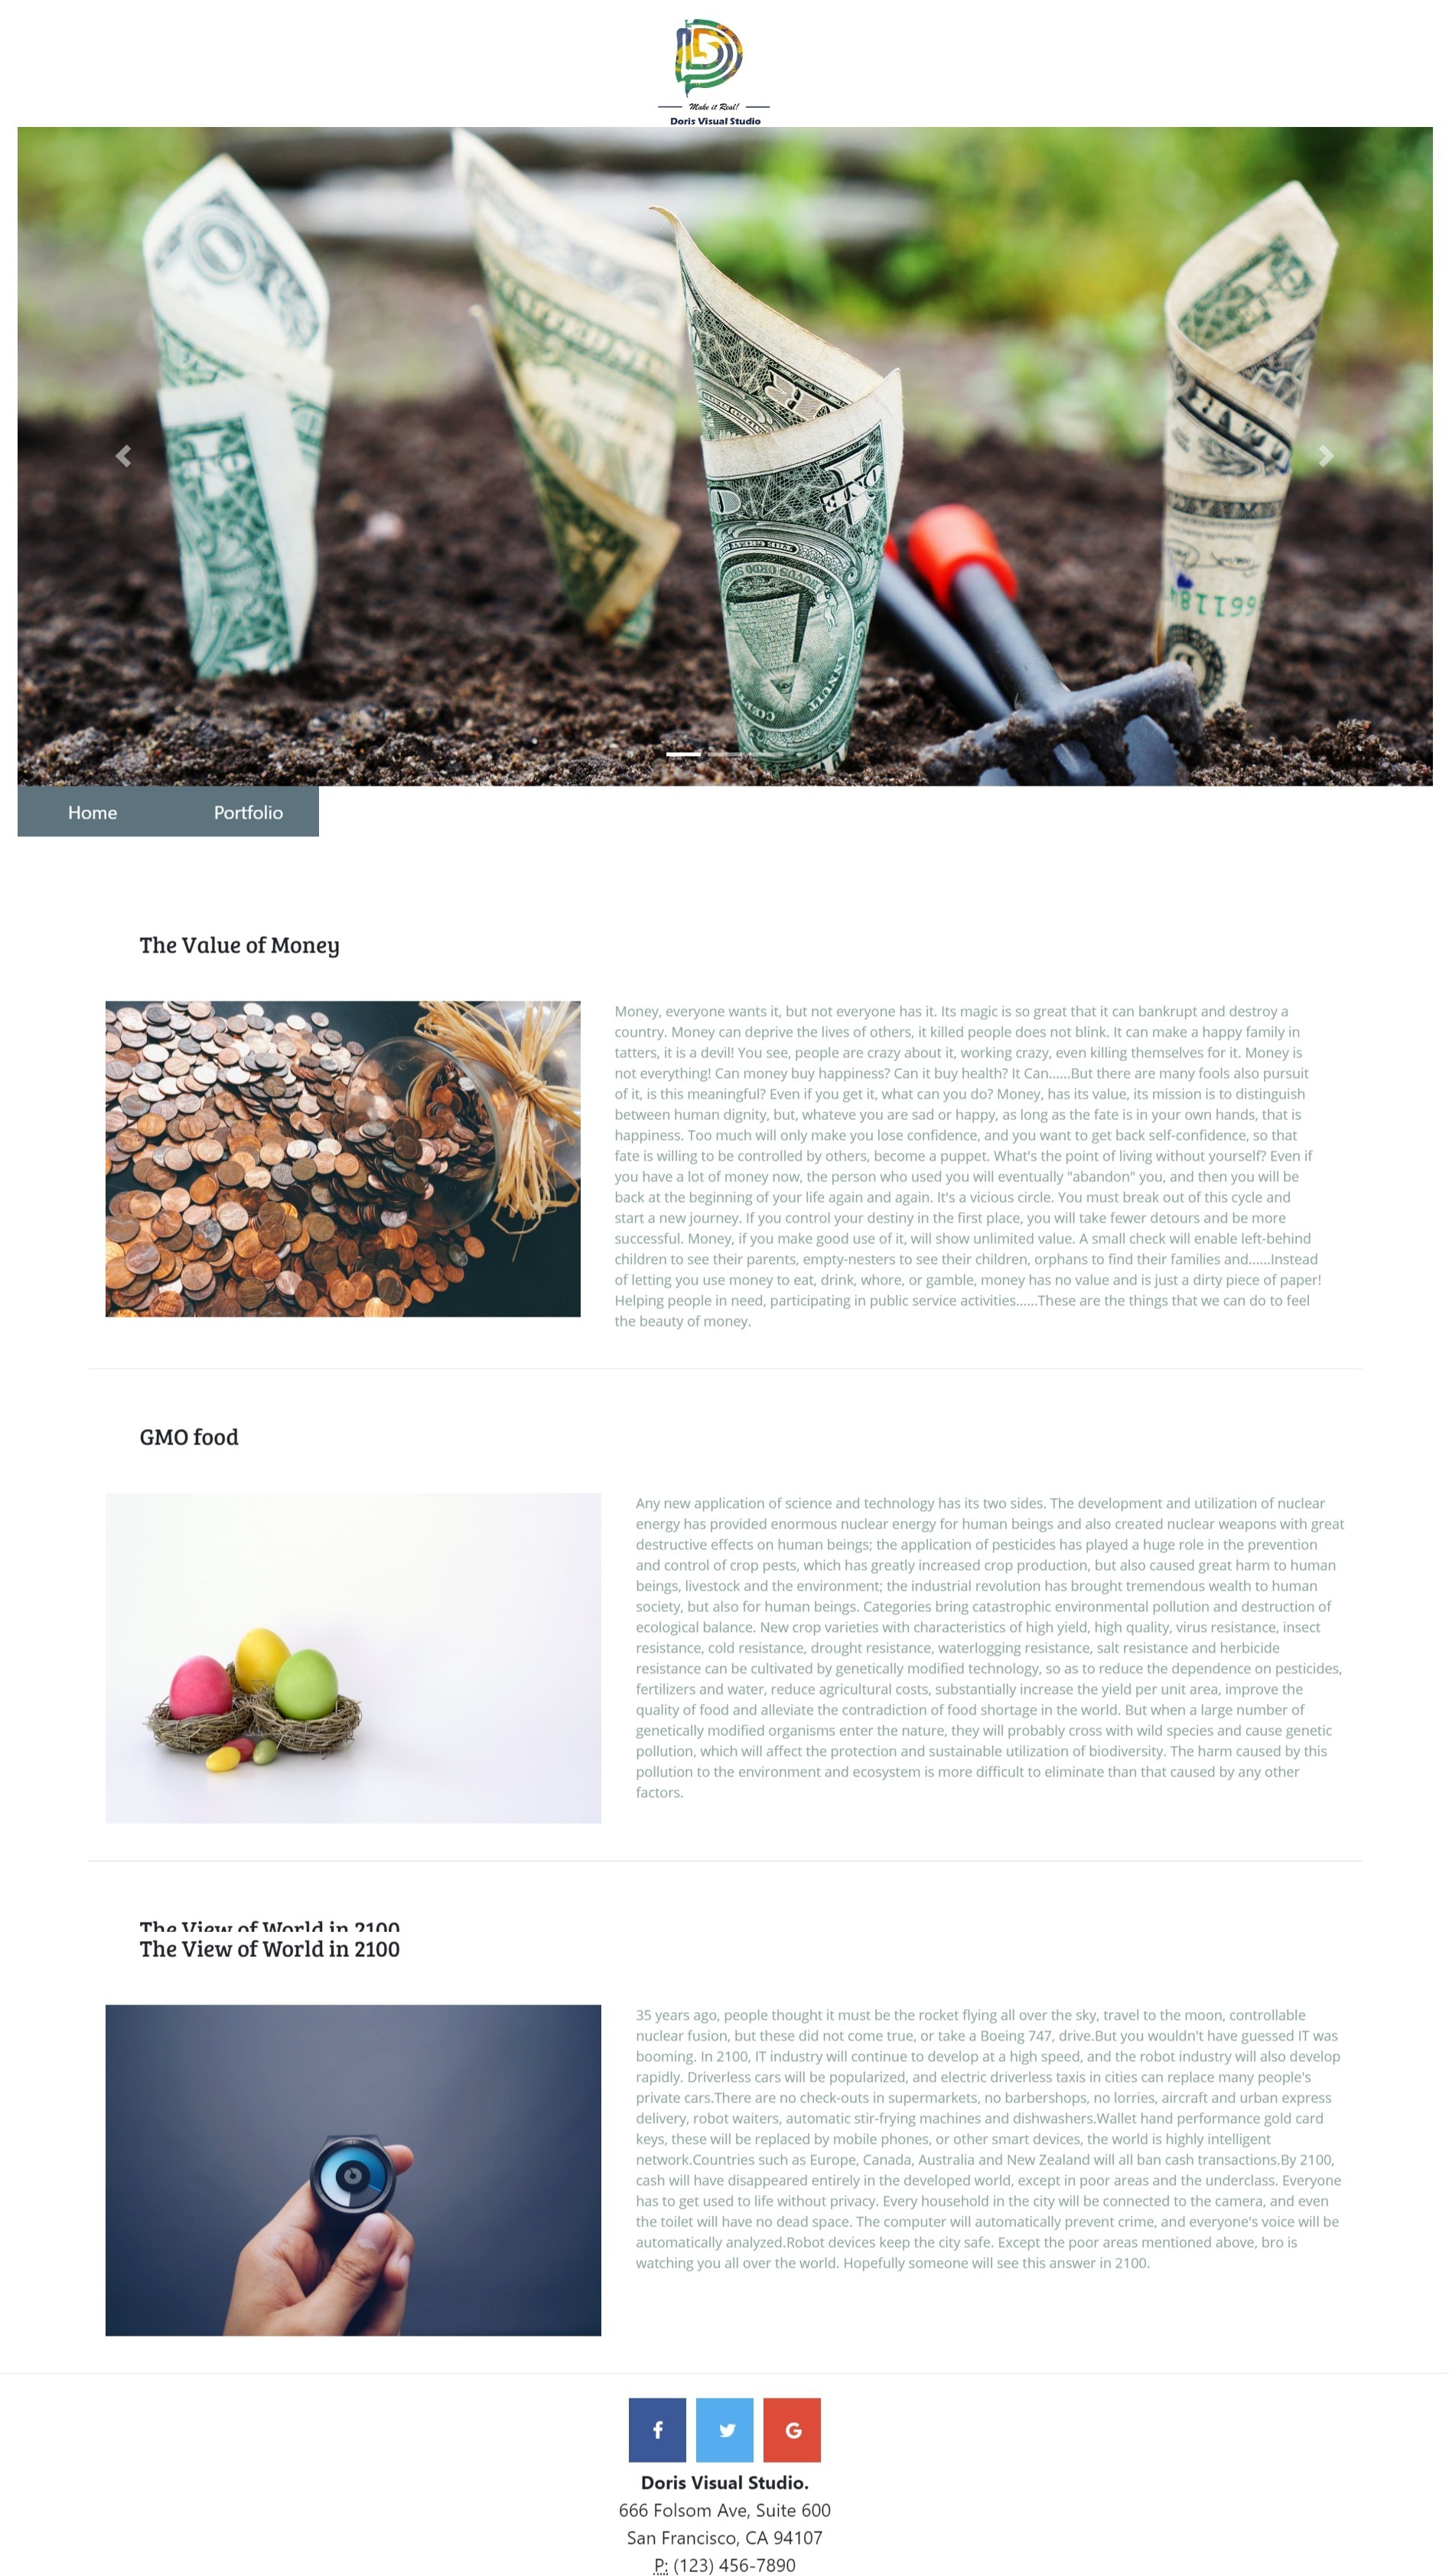 Make it Real!
Doris Visual Studio
Home Portfolio
The Value of Money
Money, everyone wants it, but not everyone has it. Its magic is so great that it can bankrupt and destroy a
country. Money can deprive the lives of others, it killed people does not blink. It can make a happy family in
tatters, it is a devil! You see, people are crazy about it, working crazy, even killing themselves for it. Money is
not everything! Can money buy happiness? Can it buy health? It Can......But there are many fools also pursuit
of it, is this meaningful? Even if you get it, what can you do? Money, has its value, its mission is to distinguish
between human dignity, but, whateve you are sad or happy, as long as the fate is in your own hands, that is
happiness. Too much will only make you lose confidence, and you want to get back self-confidence, so that
fate is willing to be controlled by others, become a puppet. What's the point of living without yourself? Even if
you have a lot of money now, the person who used you will eventually "abandon" you, and then you will be
back at the beginning of your life again and again. It's a vicious circle. You must break out of this cycle and
start a new journey. If you control your destiny in the first place, you will take fewer detours and be more
successful. Money, if you make good use of it, will show unlimited value. A small check will enable left-behind
children to see their parents, empty-nesters to see their children, orphans to find their families and......Instead
of letting you use money to eat, drink, whore, or gamble, money has no value and is just a dirty piece of paper!
Helping people in need, participating in public service activities......These are the things that we can do to feel
the beauty of money.
GMO food
Any new application of science and technology has its two sides. The development and utilization of nuclear
energy has provided enormous nuclear energy for human beings and also created nuclear weapons with great
destructive effects on human beings; the application of pesticides has played a huge role in the prevention
and control of crop pests, which has greatly increased crop production, but also caused great harm to human
beings, livestock and the environment; the industrial revolution has brought tremendous wealth to human
society, but also for human beings. Categories bring catastrophic environmental pollution and destruction of
ecological balance. New crop varieties with characteristics of high yield, high quality, virus resistance, insect
resistance, cold resistance, drought resistance, waterlogging resistance, salt resistance and herbicide
resistance can be cultivated by genetically modified technology, so as to reduce the dependence on pesticides,
fertilizers and water, reduce agricultural costs, substantially increase the yield per unit area, improve the
quality of food and alleviate the contradiction of food shortage in the world. But when a large number of
genetically modified organisms enter the nature, they will probably cross with wild species and cause genetic
pollution, which will affect the protection and sustainable utilization of biodiversity. The harm caused by this
pollution to the environment and ecosystem is more difficult to eliminate than that caused by any other
factors.
The View of World in 2100
The View of World in 2100
35 years ago, people thought it must be the rocket flying all over the sky, travel to the moon, controllable
nuclear fusion, but these did not come true, or take a Boeing 747, drive.But you wouldn't have guessed IT was
booming. In 2100, IT industry will continue to develop at a high speed, and the robot industry will also develop
rapidly. Driverless cars will be popularized, and electric driverless taxis in cities can replace many people's
private cars.There are no check-outs in supermarkets, no barbershops, no lorries, aircraft and urban express
delivery, robot waiters, automatic stir-frying machines and dishwashers.Wallet hand performance gold card
keys, these will be replaced by mobile phones, or other smart devices, the world is highly intelligent
network.Countries such as Europe, Canada, Australia and New Zealand will all ban cash transactions.By 2100,
cash will have disappeared entirely in the developed world, except in poor areas and the underclass. Everyone
has to get used to life without privacy. Every household in the city will be connected to the camera, and even
the toilet will have no dead space. The computer will automatically prevent crime, and everyone's voice will be
automatically analyzed.Robot devices keep the city safe. Except the poor areas mentioned above, bro is
watching you all over the world. Hopefully someone will see this answer in 2100.
Doris Visual Studio.
666 Folsom Ave, Suite 600
San Francisco, CA 94107
P: (123) 456-7890